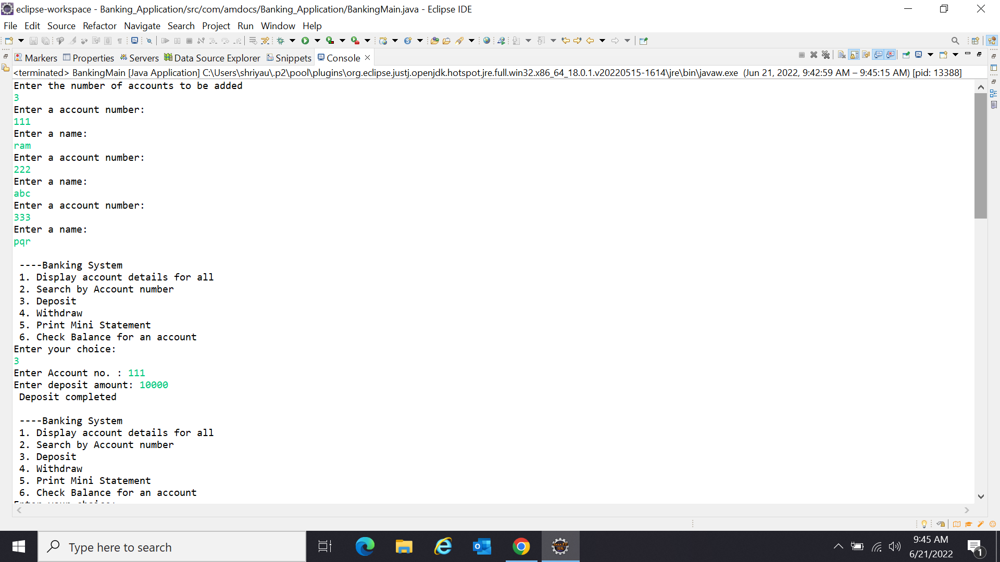 eclipse-workspace - Banking_Application/src/com/amdocs/Banking_Application/BankingMain.java - Eclipse IDE
File Edit Source Refactor Navigate Search Project Run Window Help
Markers Properties Servers Data Source Explorer Snippets Console
<terminated> BankingMain [Java Application] C:\Users\shriyau\.p2\pool\plugins\org.eclipse.justj.openjdk.hotspot.jre.full.win32.x86_64_18.0.1.v20220515-1614\jre\bin\javaw.exe (Jun 21, 2022, 9:42:59 AM – 9:45:15 AM) [pid: 13388]
Enter the number of accounts to be added
3
Enter a account number:
111
Enter a name:
ram
Enter a account number:
222
Enter a name:
abc
Enter a account number:
333
Enter a name:
pqr
----Banking System
1. Display account details for all
2. Search by Account number
3. Deposit
4. Withdraw
5. Print Mini Statement
6. Check Balance for an account
Enter your choice:
3
Enter Account no. : 111
Enter deposit amount: 10000
Deposit completed
----Banking System
1. Display account details for all
2. Search by Account number
3. Deposit
4. Withdraw
5. Print Mini Statement
6. Check Balance for an account
Type here to search
9:45 AM
6/21/2022
1